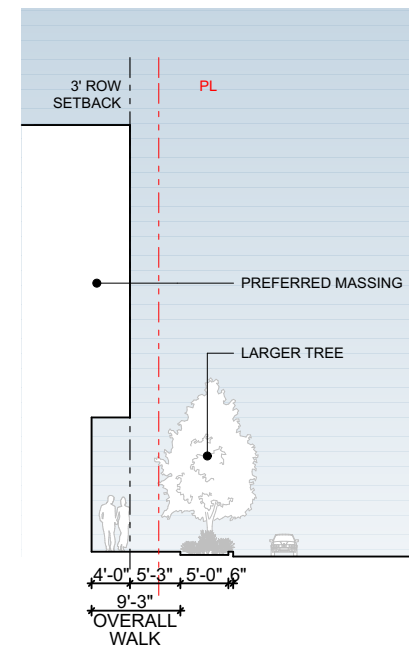 3' ROW
SETBACK
PL
PREFERRED MASSING
LARGER TREE
4'-0" 5'-3" 5'-0" 6"
9'-3"
OVERALL
WALK